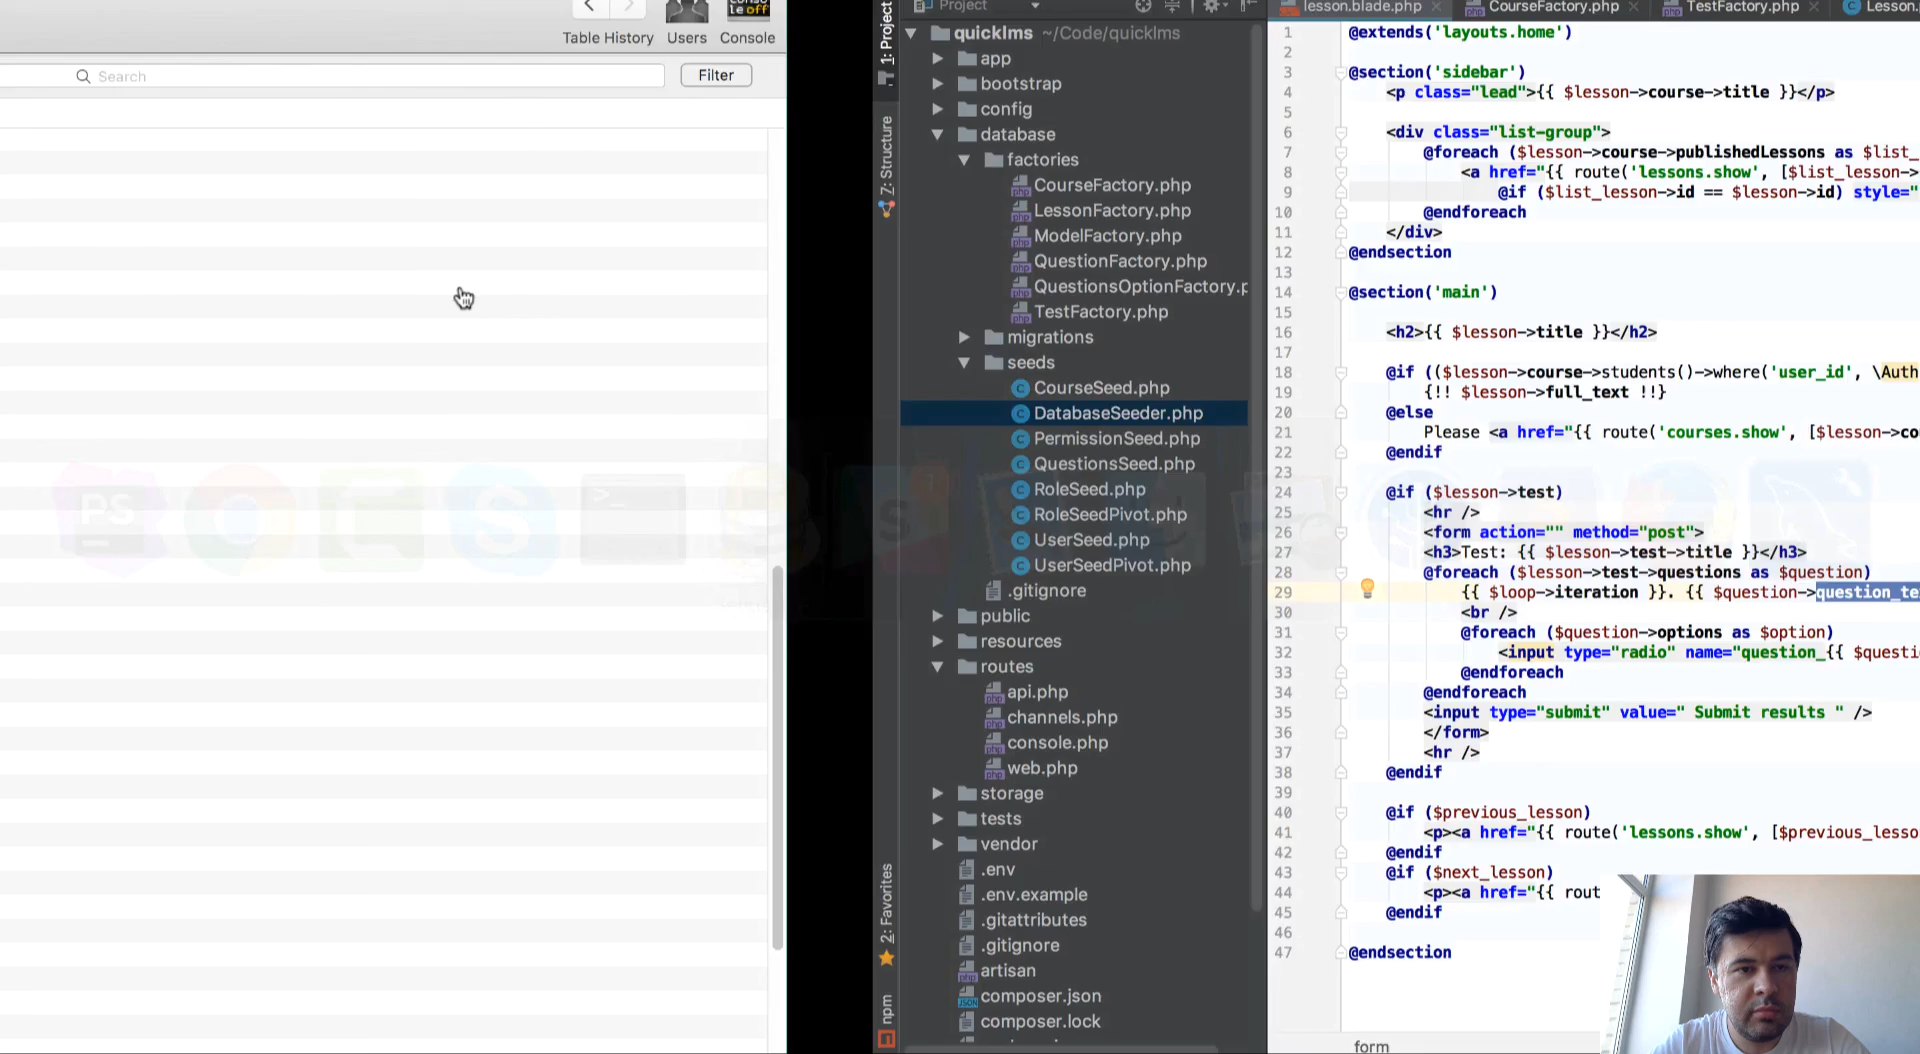 Table History
Users
Console
Search
Filter
1: Project
Z: Structure
2: Favorites
npm
Project
quicklms ~/Code/quicklms
app
bootstrap
config
database
factories
CourseFactory.php
LessonFactory.php
ModelFactory.php
QuestionFactory.php
QuestionsOptionFactory.p
TestFactory.php
migrations
seeds
CourseSeed.php
DatabaseSeeder.php
PermissionSeed.php
QuestionsSeed.php
RoleSeed.php
RoleSeedPivot.php
UserSeed.php
UserSeedPivot.php
.gitignore
public
resources
routes
api.php
channels.php
console.php
web.php
storage
tests
vendor
.env
.env.example
.gitattributes
.gitignore
artisan
composer.json
composer.lock
lesson.blade.php
CourseFactory.php
TestFactory.php
Lesson.
1 @extends('layouts.home')
2
3 @section('sidebar')
4 <p class="lead">{{ $lesson->course->title }}</p>
5
6 <div class="list-group">
7 @foreach ($lesson->course->publishedLessons as $list_
8 <a href="{{ route('lessons.show', [$list_lesson->
9 @if ($list_lesson->id == $lesson->id) style="
10 @endforeach
11 </div>
12 @endsection
13
14 @section('main')
15
16 <h2>{{ $lesson->title }}</h2>
17
18 @if (($lesson->course->students()->where('user_id', \Auth
19 {!! $lesson->full_text !!}
20 @else
21 Please <a href="{{ route('courses.show', [$lesson->co
22 @endif
23
24 @if ($lesson->test)
25 <hr />
26 <form action="" method="post">
27 <h3>Test: {{ $lesson->test->title }}</h3>
28 @foreach ($lesson->test->questions as $question)
29 {{ $loop->iteration }}. {{ $question->question_te
30 <br />
31 @foreach ($question->options as $option)
32 <input type="radio" name="question_{{ $questi
33 @endforeach
34 @endforeach
35 <input type="submit" value=" Submit results " />
36 </form>
37 <hr />
38 @endif
39
40 @if ($previous_lesson)
41 <p><a href="{{ route('lessons.show', [$previous_lesso
42 @endif
43 @if ($next_lesson)
44 <p><a href="{{ rout
45 @endif
46
47 @endsection
form